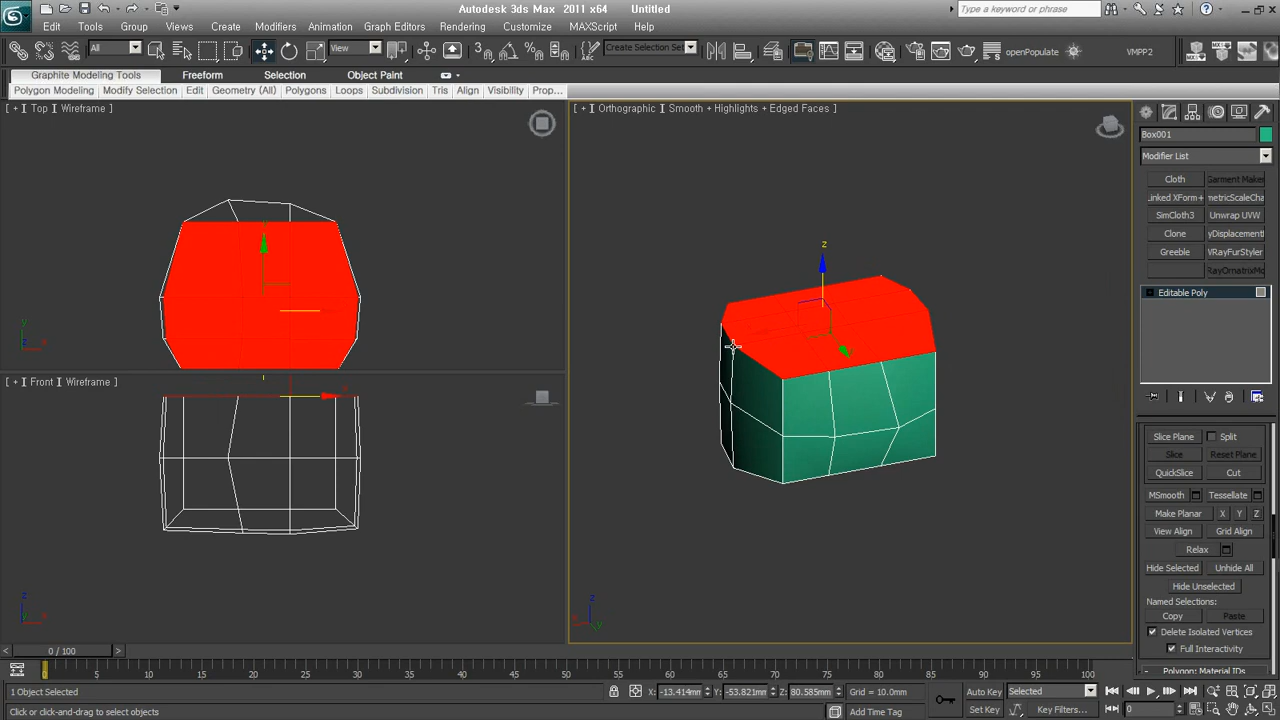 Autodesk 3ds Max 2011 x64 Untitled
Type a keyword or phrase
Edit Tools Group Views Create Modifiers Animation Graph Editors Rendering Customize MAXScript Help
All View Create Selection Set openPopulate VMPP2
Graphite Modeling Tools Freeform Selection Object Paint
Polygon Modeling Modify Selection Edit Geometry (All) Polygons Loops Subdivision Tris Align Visibility Prop...
[ + ] Top ] Wireframe ]
[ + ] Orthographic ] Smooth + Highlights + Edged Faces ]
[ + ] Front ] Wireframe ]
z
Box001
Modifier List
Cloth Garment Maker
Linked XForm+ metricScaleCha
SimCloth3 Unwrap UVW
Clone yDisplacementl
Greeble VRayFurStyler
RayOrnatrixMo
Editable Poly
Slice Plane Split
Slice Reset Plane
QuickSlice Cut
MSmooth Tessellate
Make Planar X Y Z
View Align Grid Align
Relax
Hide Selected Unhide All
Hide Unselected
Named Selections:
Copy Paste
Delete Isolated Vertices
Full Interactivity
Polygon: Material IDs
0 / 100
0 5 10 15 20 25 30 35 40 45 50 55 60 65 70 75 80 85 90 95 100
1 Object Selected X: -13.414mm Y: -53.821mm Z: 80.585mm Grid = 10.0mm Auto Key Selected
Click or click-and-drag to select objects Add Time Tag Set Key Key Filters... 0